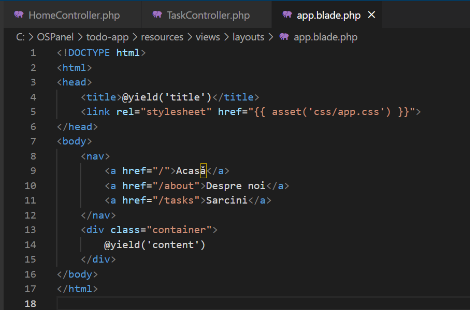 HomeController.php TaskController.php app.blade.php
C: > OSPanel > todo-app > resources > views > layouts > app.blade.php
1 <!DOCTYPE html>
2 <html>
3 <head>
4 <title>@yield('title')</title>
5 <link rel="stylesheet" href="{{ asset('css/app.css') }}">
6 </head>
7 <body>
8 <nav>
9 <a href="/">Acasă</a>
10 <a href="/about">Despre noi</a>
11 <a href="/tasks">Sarcini</a>
12 </nav>
13 <div class="container">
14 @yield('content')
15 </div>
16 </body>
17 </html>
18